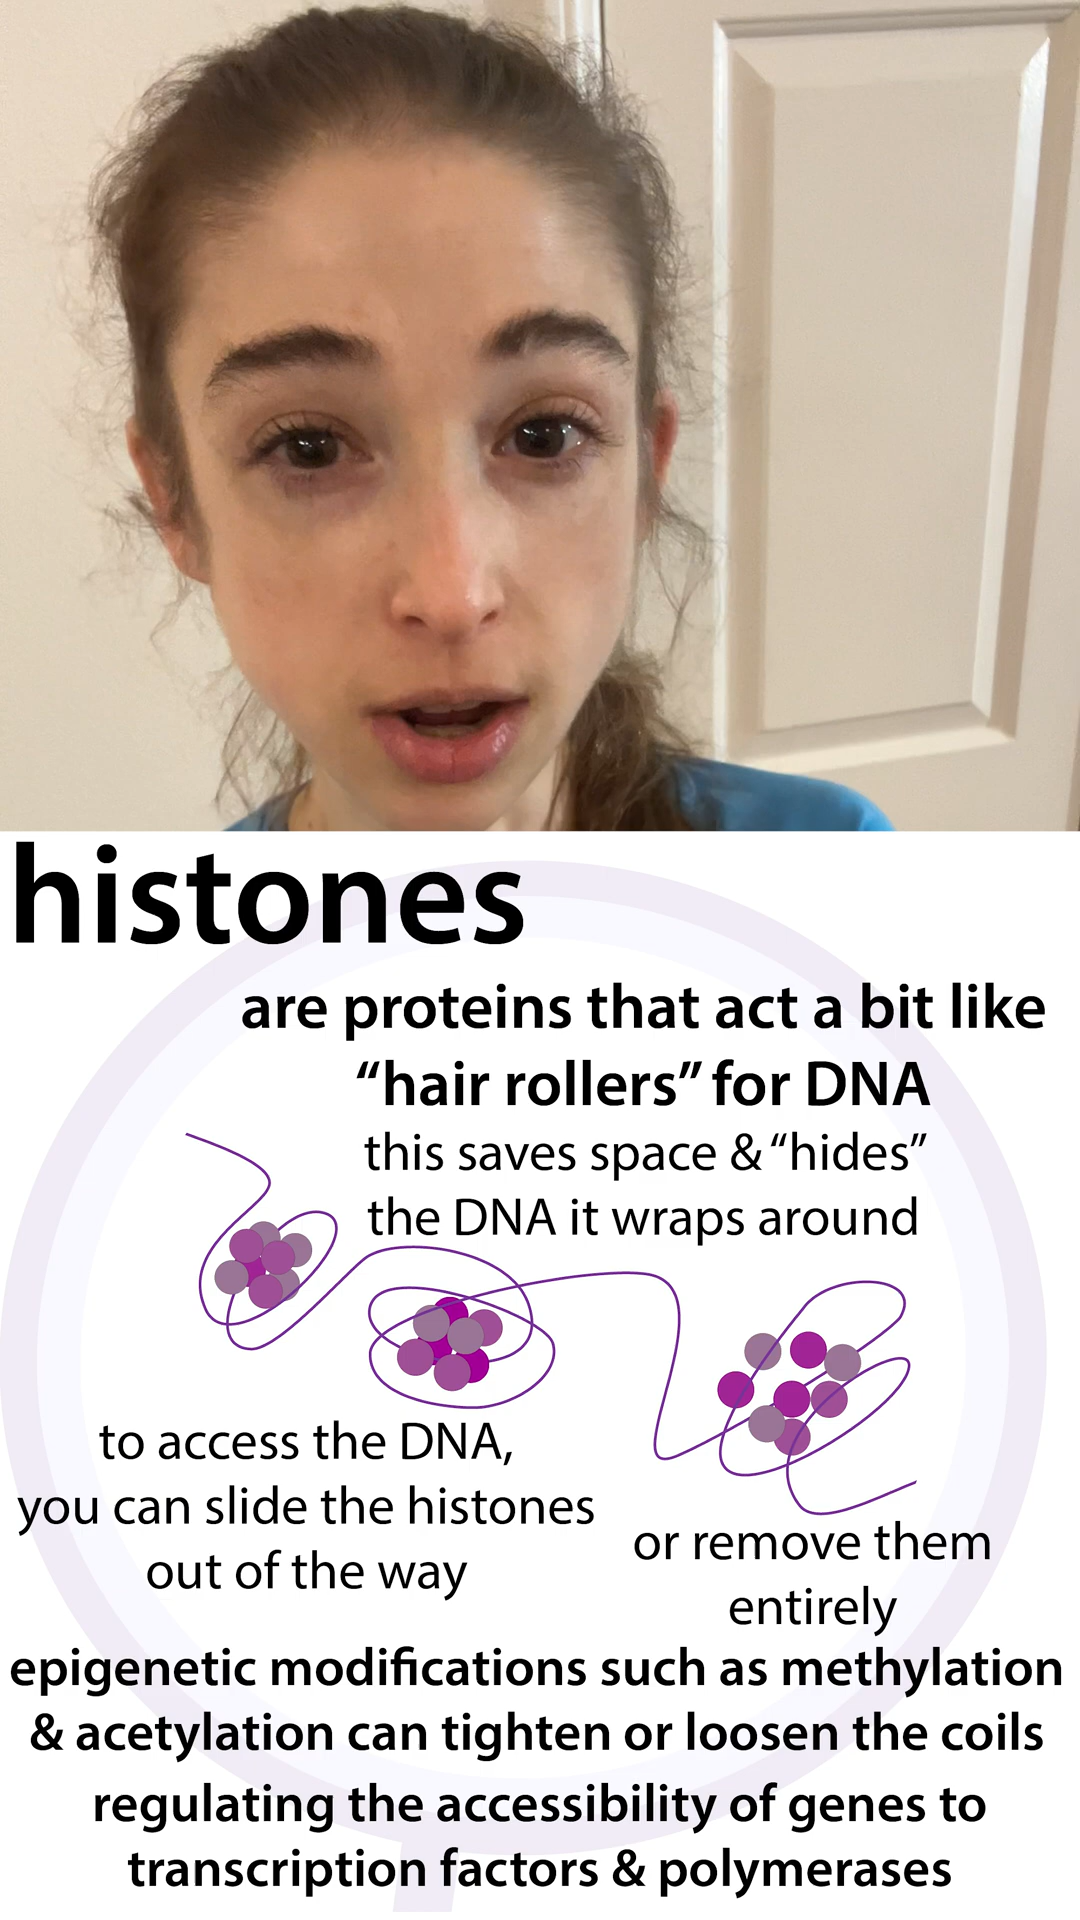 histones
are proteins that act a bit like
“hair rollers” for DNA
this saves space & “hides”
the DNA it wraps around
to access the DNA,
you can slide the histones
out of the way
or remove them
entirely
epigenetic modifications such as methylation
& acetylation can tighten or loosen the coils
regulating the accessibility of genes to
transcription factors & polymerases